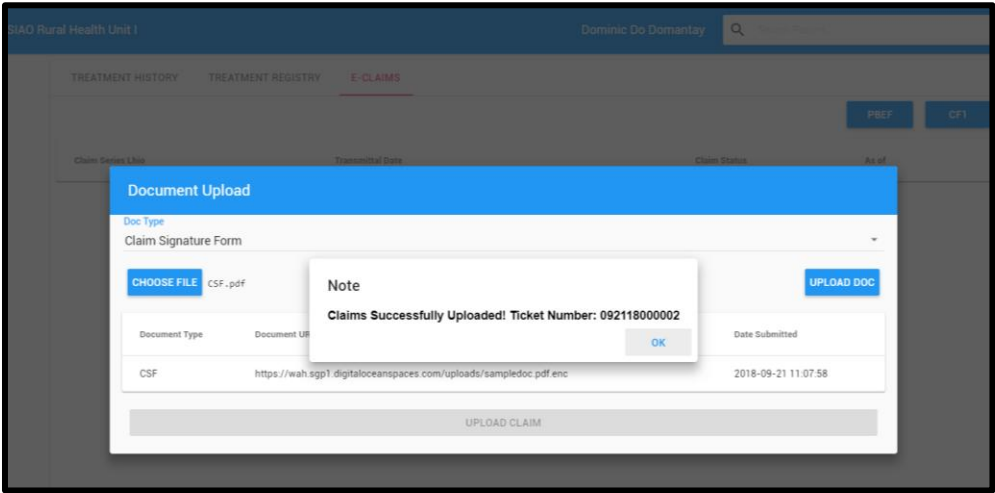 SIAO Rural Health Unit I
Dominic Do Domantay
TREATMENT HISTORY TREATMENT REGISTRY E-CLAIMS
PBEF CF1
Claim Series Lhio Transmittal Date Claim Status As of
Document Upload
Doc Type
Claim Signature Form
CHOOSE FILE CSF.pdf UPLOAD DOC
Note
Claims Successfully Uploaded! Ticket Number: 092118000002
OK
Document Type Document UR Date Submitted
CSF https://wah.sgp1.digitaloceanspaces.com/uploads/sampledoc.pdf.enc 2018-09-21 11:07:58
UPLOAD CLAIM